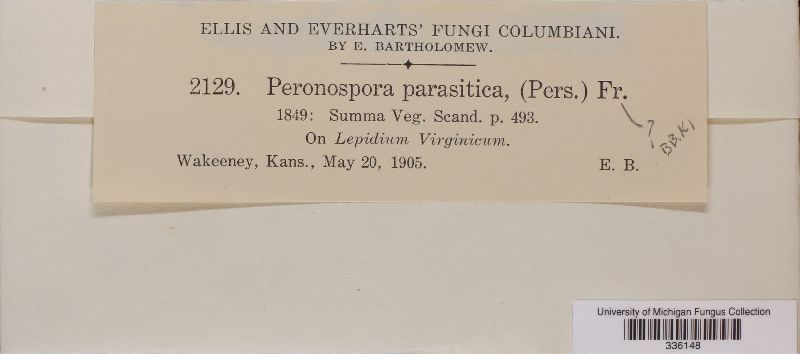 ELLIS AND EVERHARTS' FUNGI COLUMBIANI.
BY E. BARTHOLOMEW.
2129. Peronospora parasitica, (Pers.) Fr.
1849: Summa Veg. Scand. p. 493.
On Lepidium Virginicum.
Wakeeney, Kans., May 20, 1905. E. B.
?
University of Michigan Fungus Collection
336148